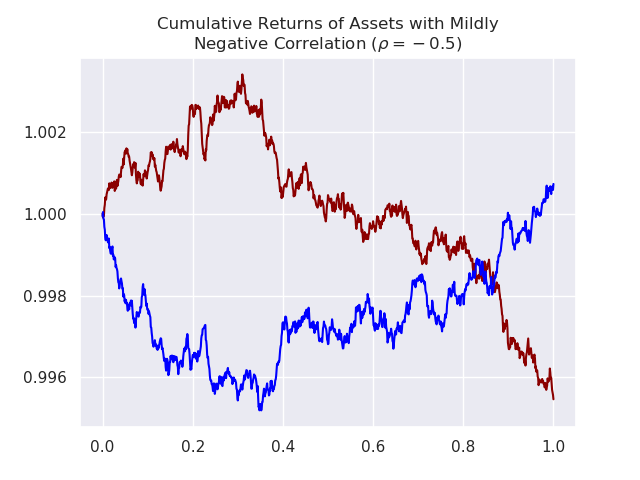 Cumulative Returns of Assets with Mildly
Negative Correlation (ρ = −0.5)
1.002
1.000
0.998
0.996
0.0 0.2 0.4 0.6 0.8 1.0